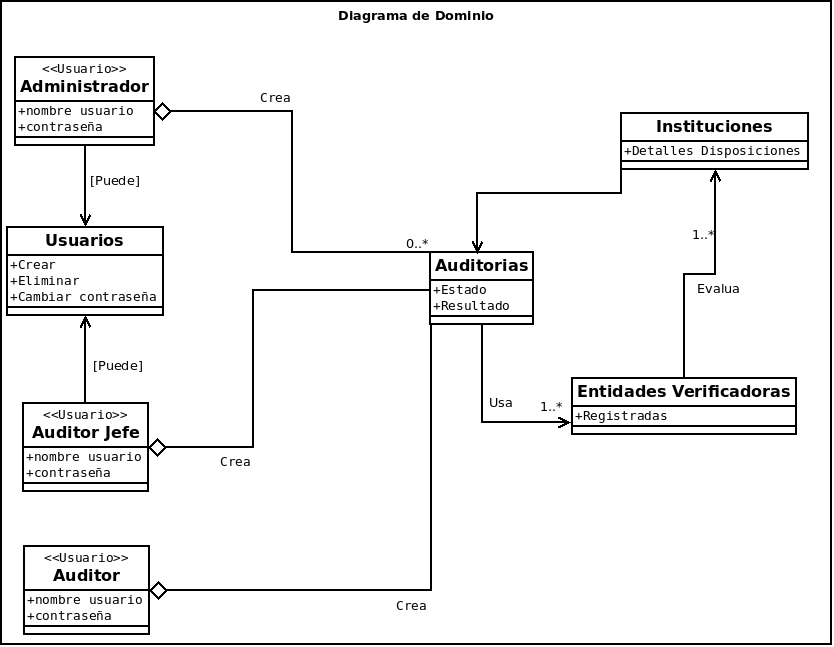 Diagrama de Dominio
<<Usuario>>
Administrador
+nombre usuario
+contraseña
Crea
[Puede]
Usuarios
+Crear
+Eliminar
+Cambiar contraseña
[Puede]
<<Usuario>>
Auditor Jefe
+nombre usuario
+contraseña
Crea
<<Usuario>>
Auditor
+nombre usuario
+contraseña
Crea
0..*
Auditorias
+Estado
+Resultado
Usa
1..*
Instituciones
+Detalles Disposiciones
1..*
Evalua
Entidades Verificadoras
+Registradas